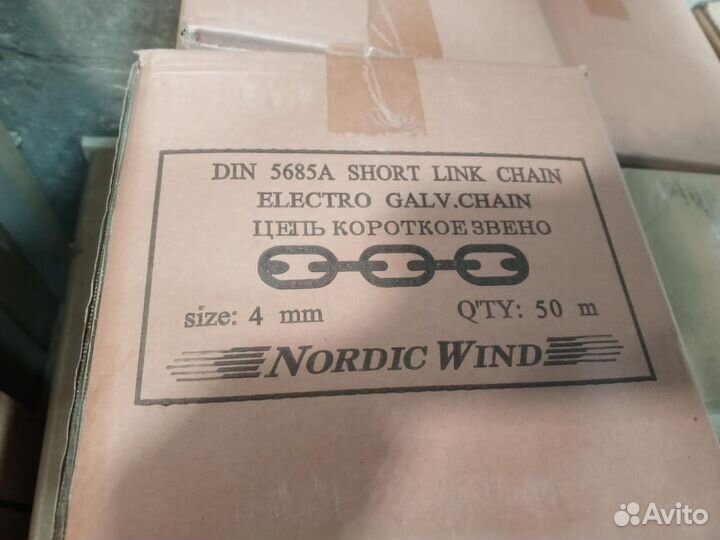 DIN 5685A SHORT LINK CHAIN
ELECTRO GALV.CHAIN
ЦЕПЬ КОРОТКОЕ ЗВЕНО
size: 4 mm Q'TY: 50 m
NORDIC WIND
Avito